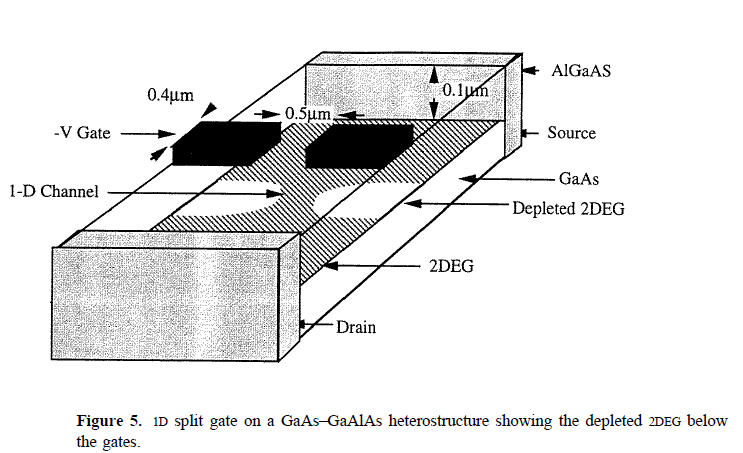 AlGaAS
0.1μm
0.4μm
0.5μm
-V Gate
Source
GaAs
1-D Channel
Depleted 2DEG
2DEG
Drain
Figure 5. 1D split gate on a GaAs–GaAlAs heterostructure showing the depleted 2DEG below
the gates.